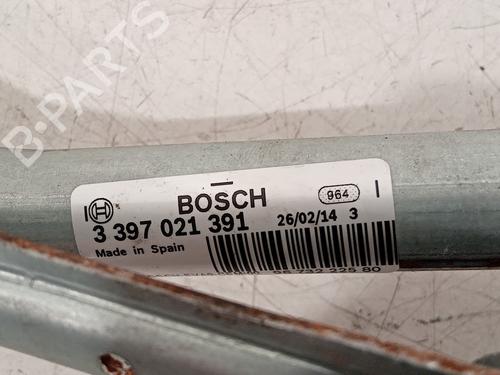 BOSCH
964
3 397 021 391
26/02/14 3
Made in Spain
B-PARTS